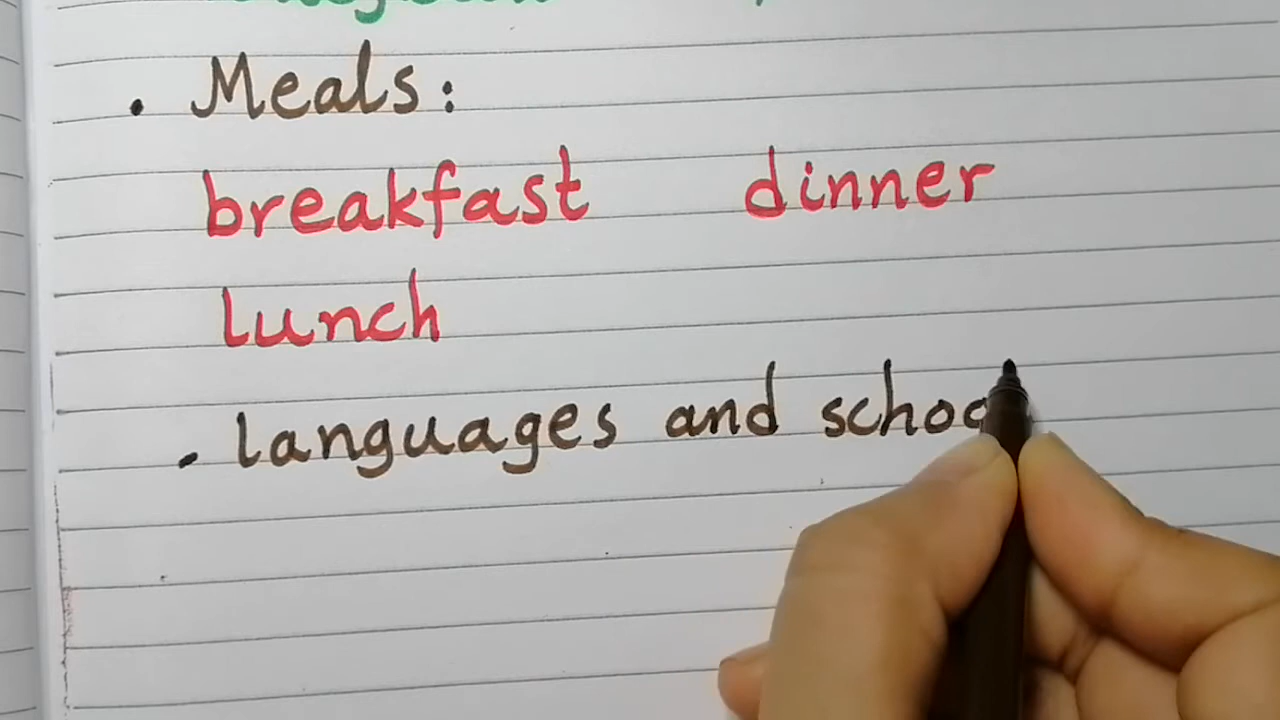 • Meals:
breakfast dinner
lunch
• languages and schoo